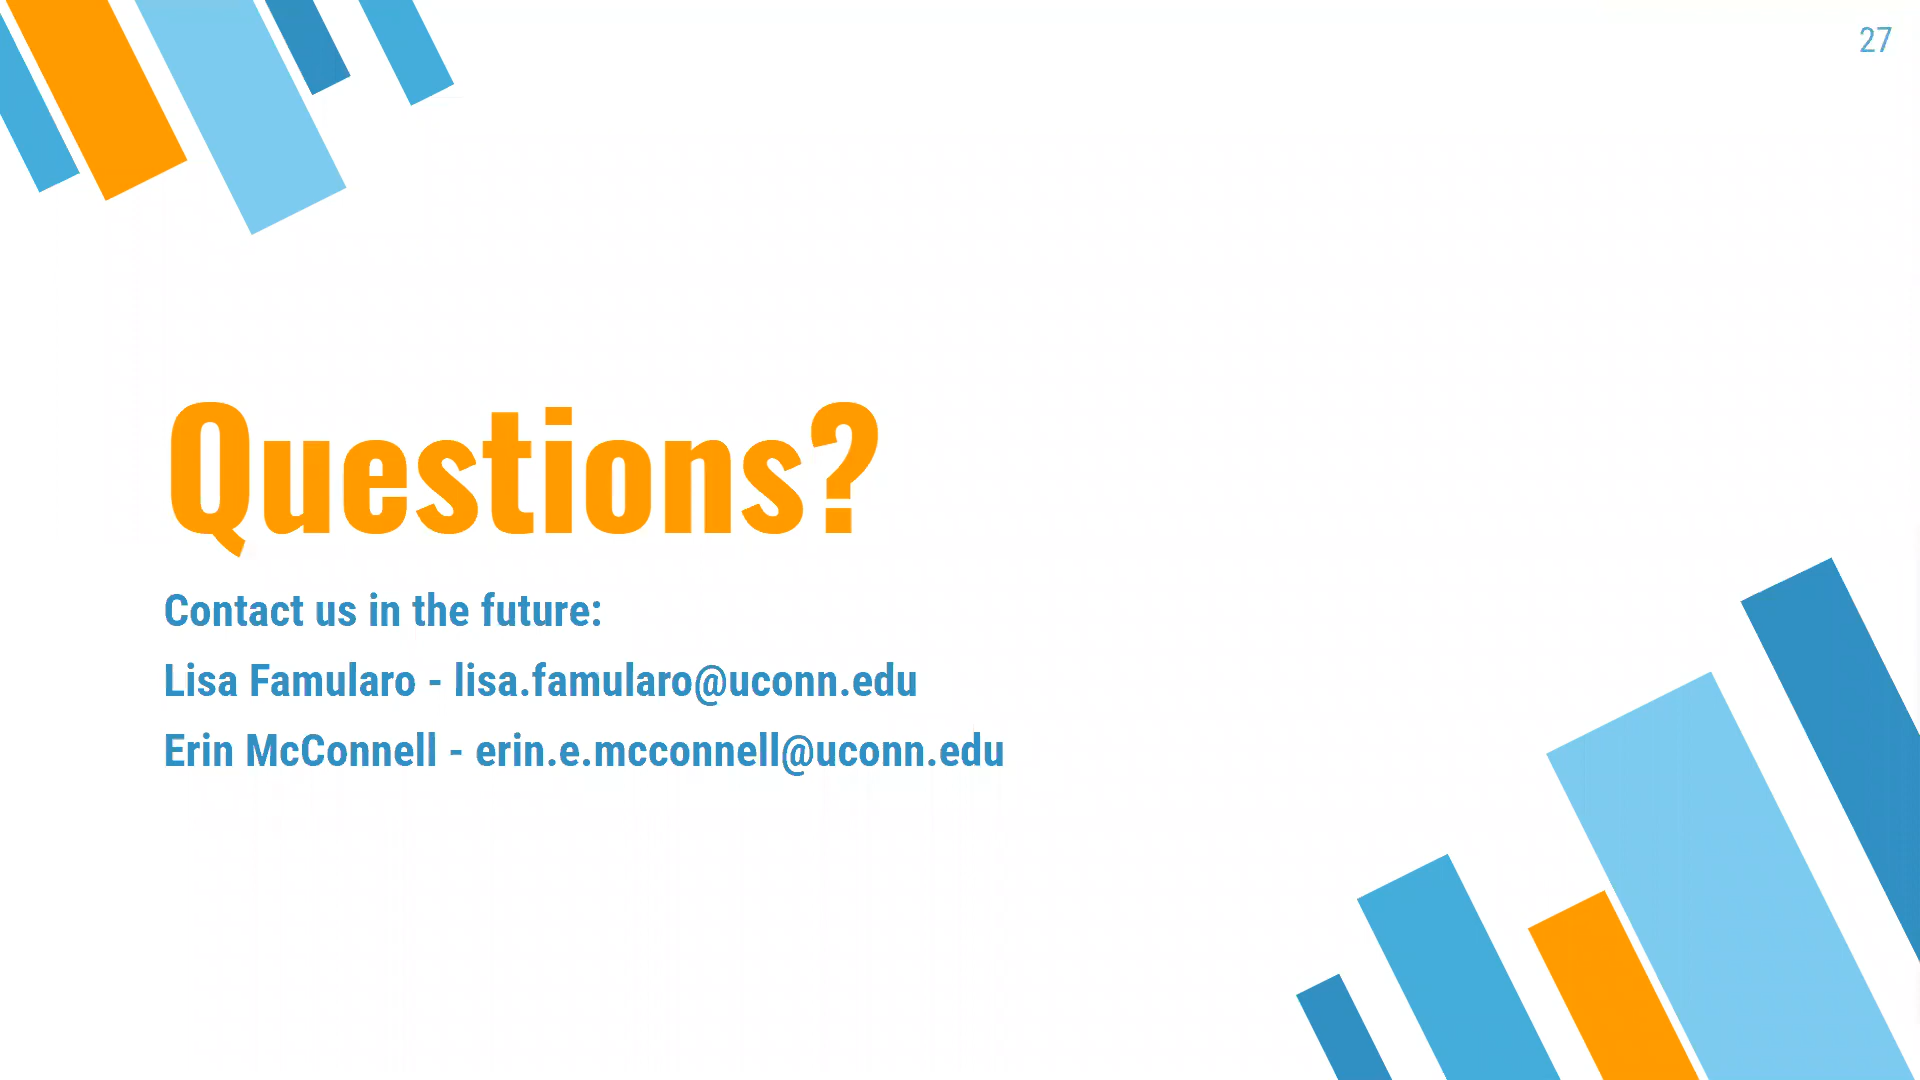 27
Questions?
Contact us in the future:
Lisa Famularo - lisa.famularo@uconn.edu
Erin McConnell - erin.e.mcconnell@uconn.edu